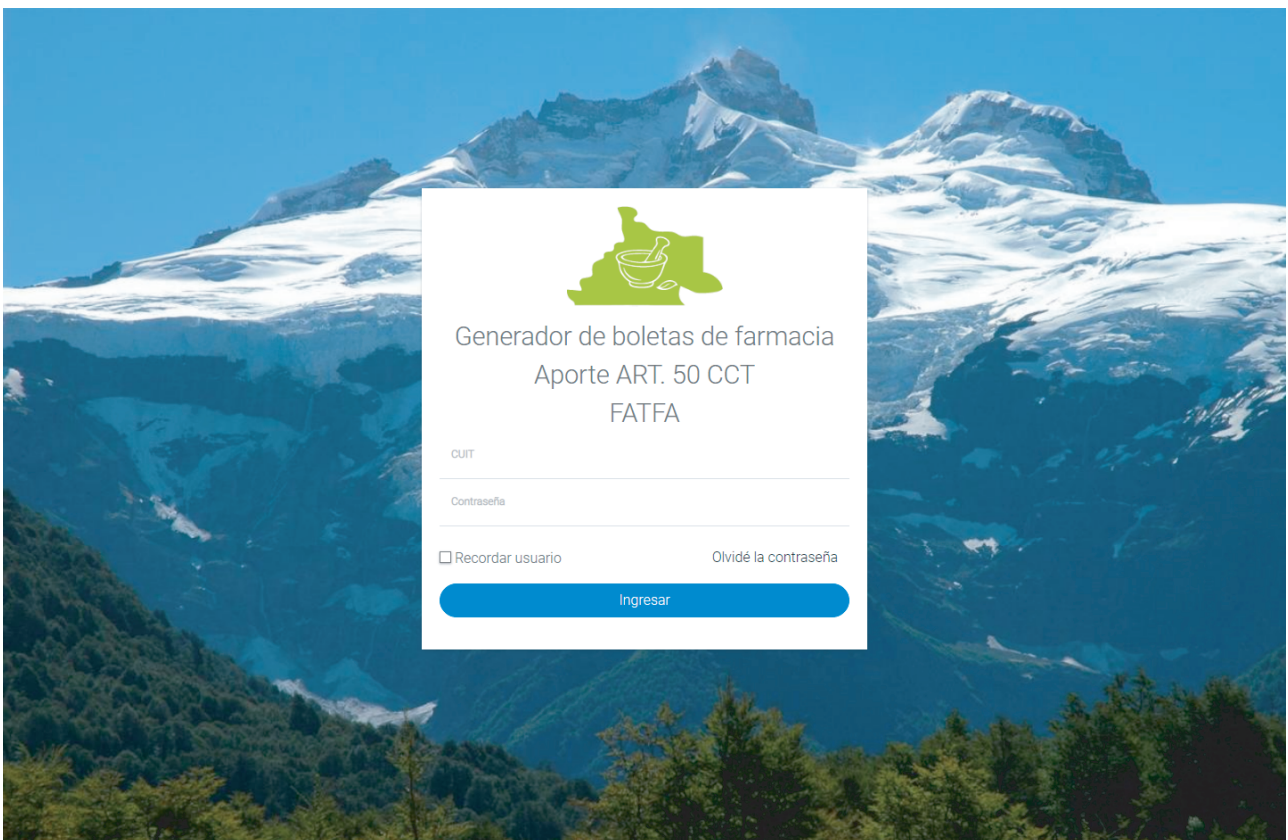 Generador de boletas de farmacia
Aporte ART. 50 CCT
FATFA
CUIT
Contraseña
Recordar usuario
Olvidé la contraseña
Ingresar